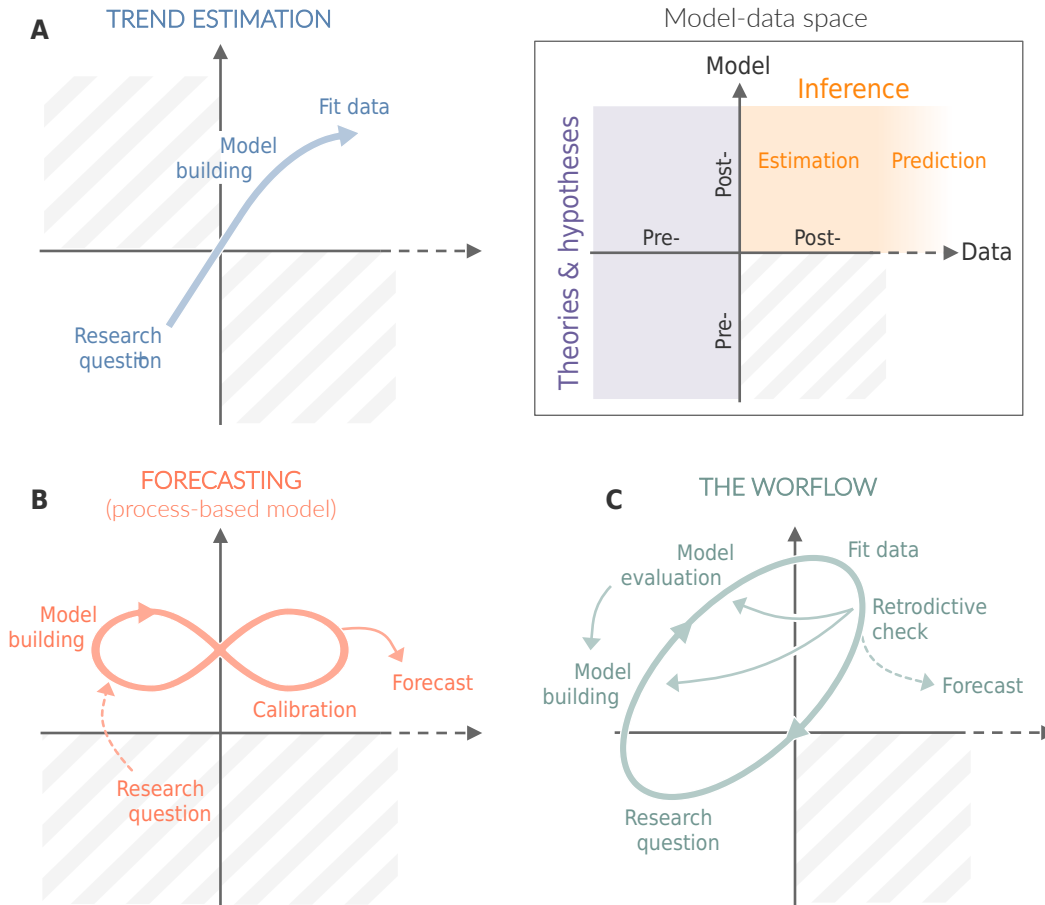 A
TREND ESTIMATION
Fit data
Model
building
Research
question
+
Model-data space
Model
Inference
Theories & hypotheses
Post-
Estimation
Prediction
Pre-
Post-
Data
Pre-
B
FORECASTING
(process-based model)
Model
building
Forecast
Calibration
Research
question
C
THE WORFLOW
Model
evaluation
Fit data
Retrodictive
check
Model
building
Forecast
Research
question